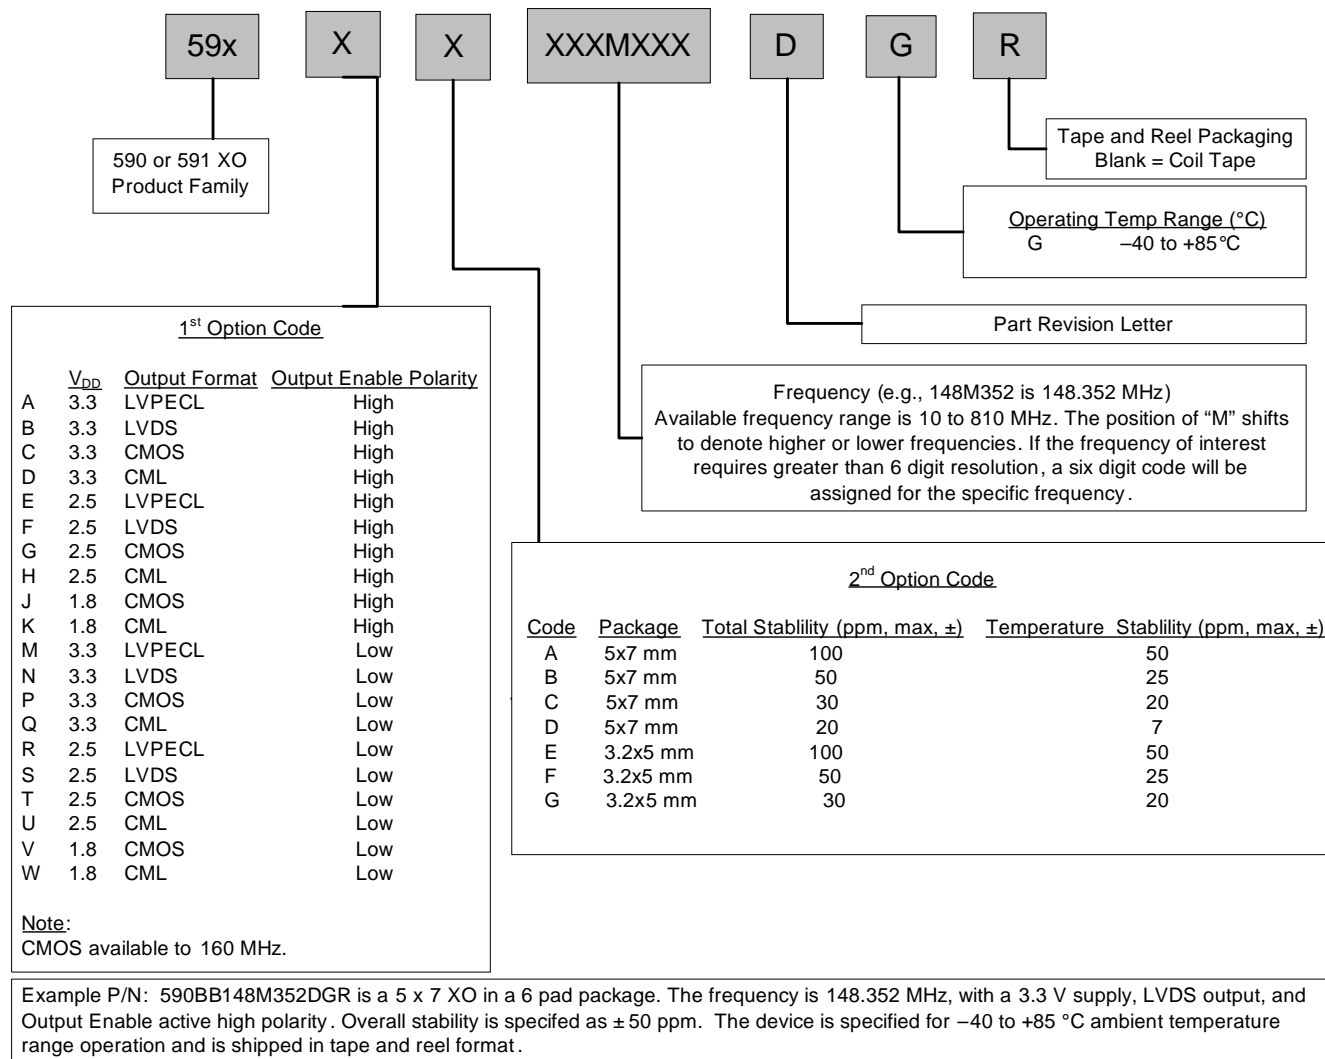 59x X X XXXMXXX D G R
590 or 591 XO
Product Family
Tape and Reel Packaging
Blank = Coil Tape
Operating Temp Range (°C)
G –40 to +85°C
Part Revision Letter
Frequency (e.g., 148M352 is 148.352 MHz)
Available frequency range is 10 to 810 MHz. The position of “M” shifts
to denote higher or lower frequencies. If the frequency of interest
requires greater than 6 digit resolution, a six digit code will be
assigned for the specific frequency.
1st Option Code
VDD Output Format Output Enable Polarity
A 3.3 LVPECL High
B 3.3 LVDS High
C 3.3 CMOS High
D 3.3 CML High
E 2.5 LVPECL High
F 2.5 LVDS High
G 2.5 CMOS High
H 2.5 CML High
J 1.8 CMOS High
K 1.8 CML High
M 3.3 LVPECL Low
N 3.3 LVDS Low
P 3.3 CMOS Low
Q 3.3 CML Low
R 2.5 LVPECL Low
S 2.5 LVDS Low
T 2.5 CMOS Low
U 2.5 CML Low
V 1.8 CMOS Low
W 1.8 CML Low
Note:
CMOS available to 160 MHz.
2nd Option Code
Code Package Total Stablility (ppm, max, ±) Temperature Stablility (ppm, max, ±)
A 5x7 mm 100 50
B 5x7 mm 50 25
C 5x7 mm 30 20
D 5x7 mm 20 7
E 3.2x5 mm 100 50
F 3.2x5 mm 50 25
G 3.2x5 mm 30 20
Example P/N: 590BB148M352DGR is a 5 x 7 XO in a 6 pad package. The frequency is 148.352 MHz, with a 3.3 V supply, LVDS output, and
Output Enable active high polarity. Overall stability is specifed as ±50 ppm. The device is specified for –40 to +85 °C ambient temperature
range operation and is shipped in tape and reel format.